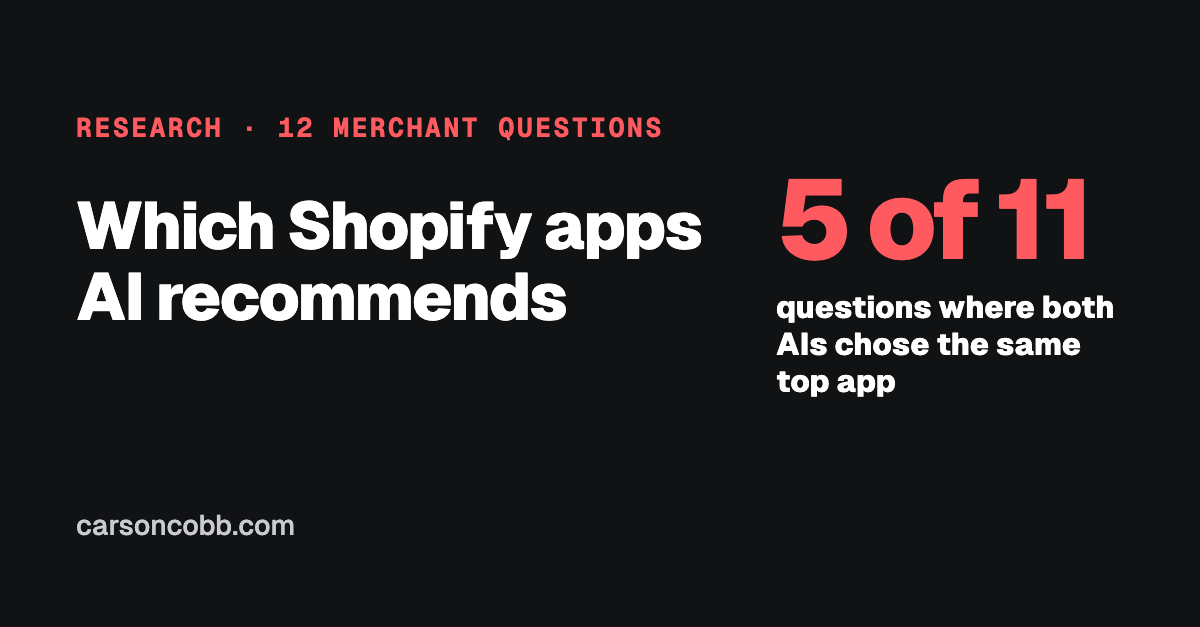 RESEARCH · 12 MERCHANT QUESTIONS
Which Shopify apps
AI recommends
5 of 11
questions where both
AIs chose the same
top app
carsoncobb.com